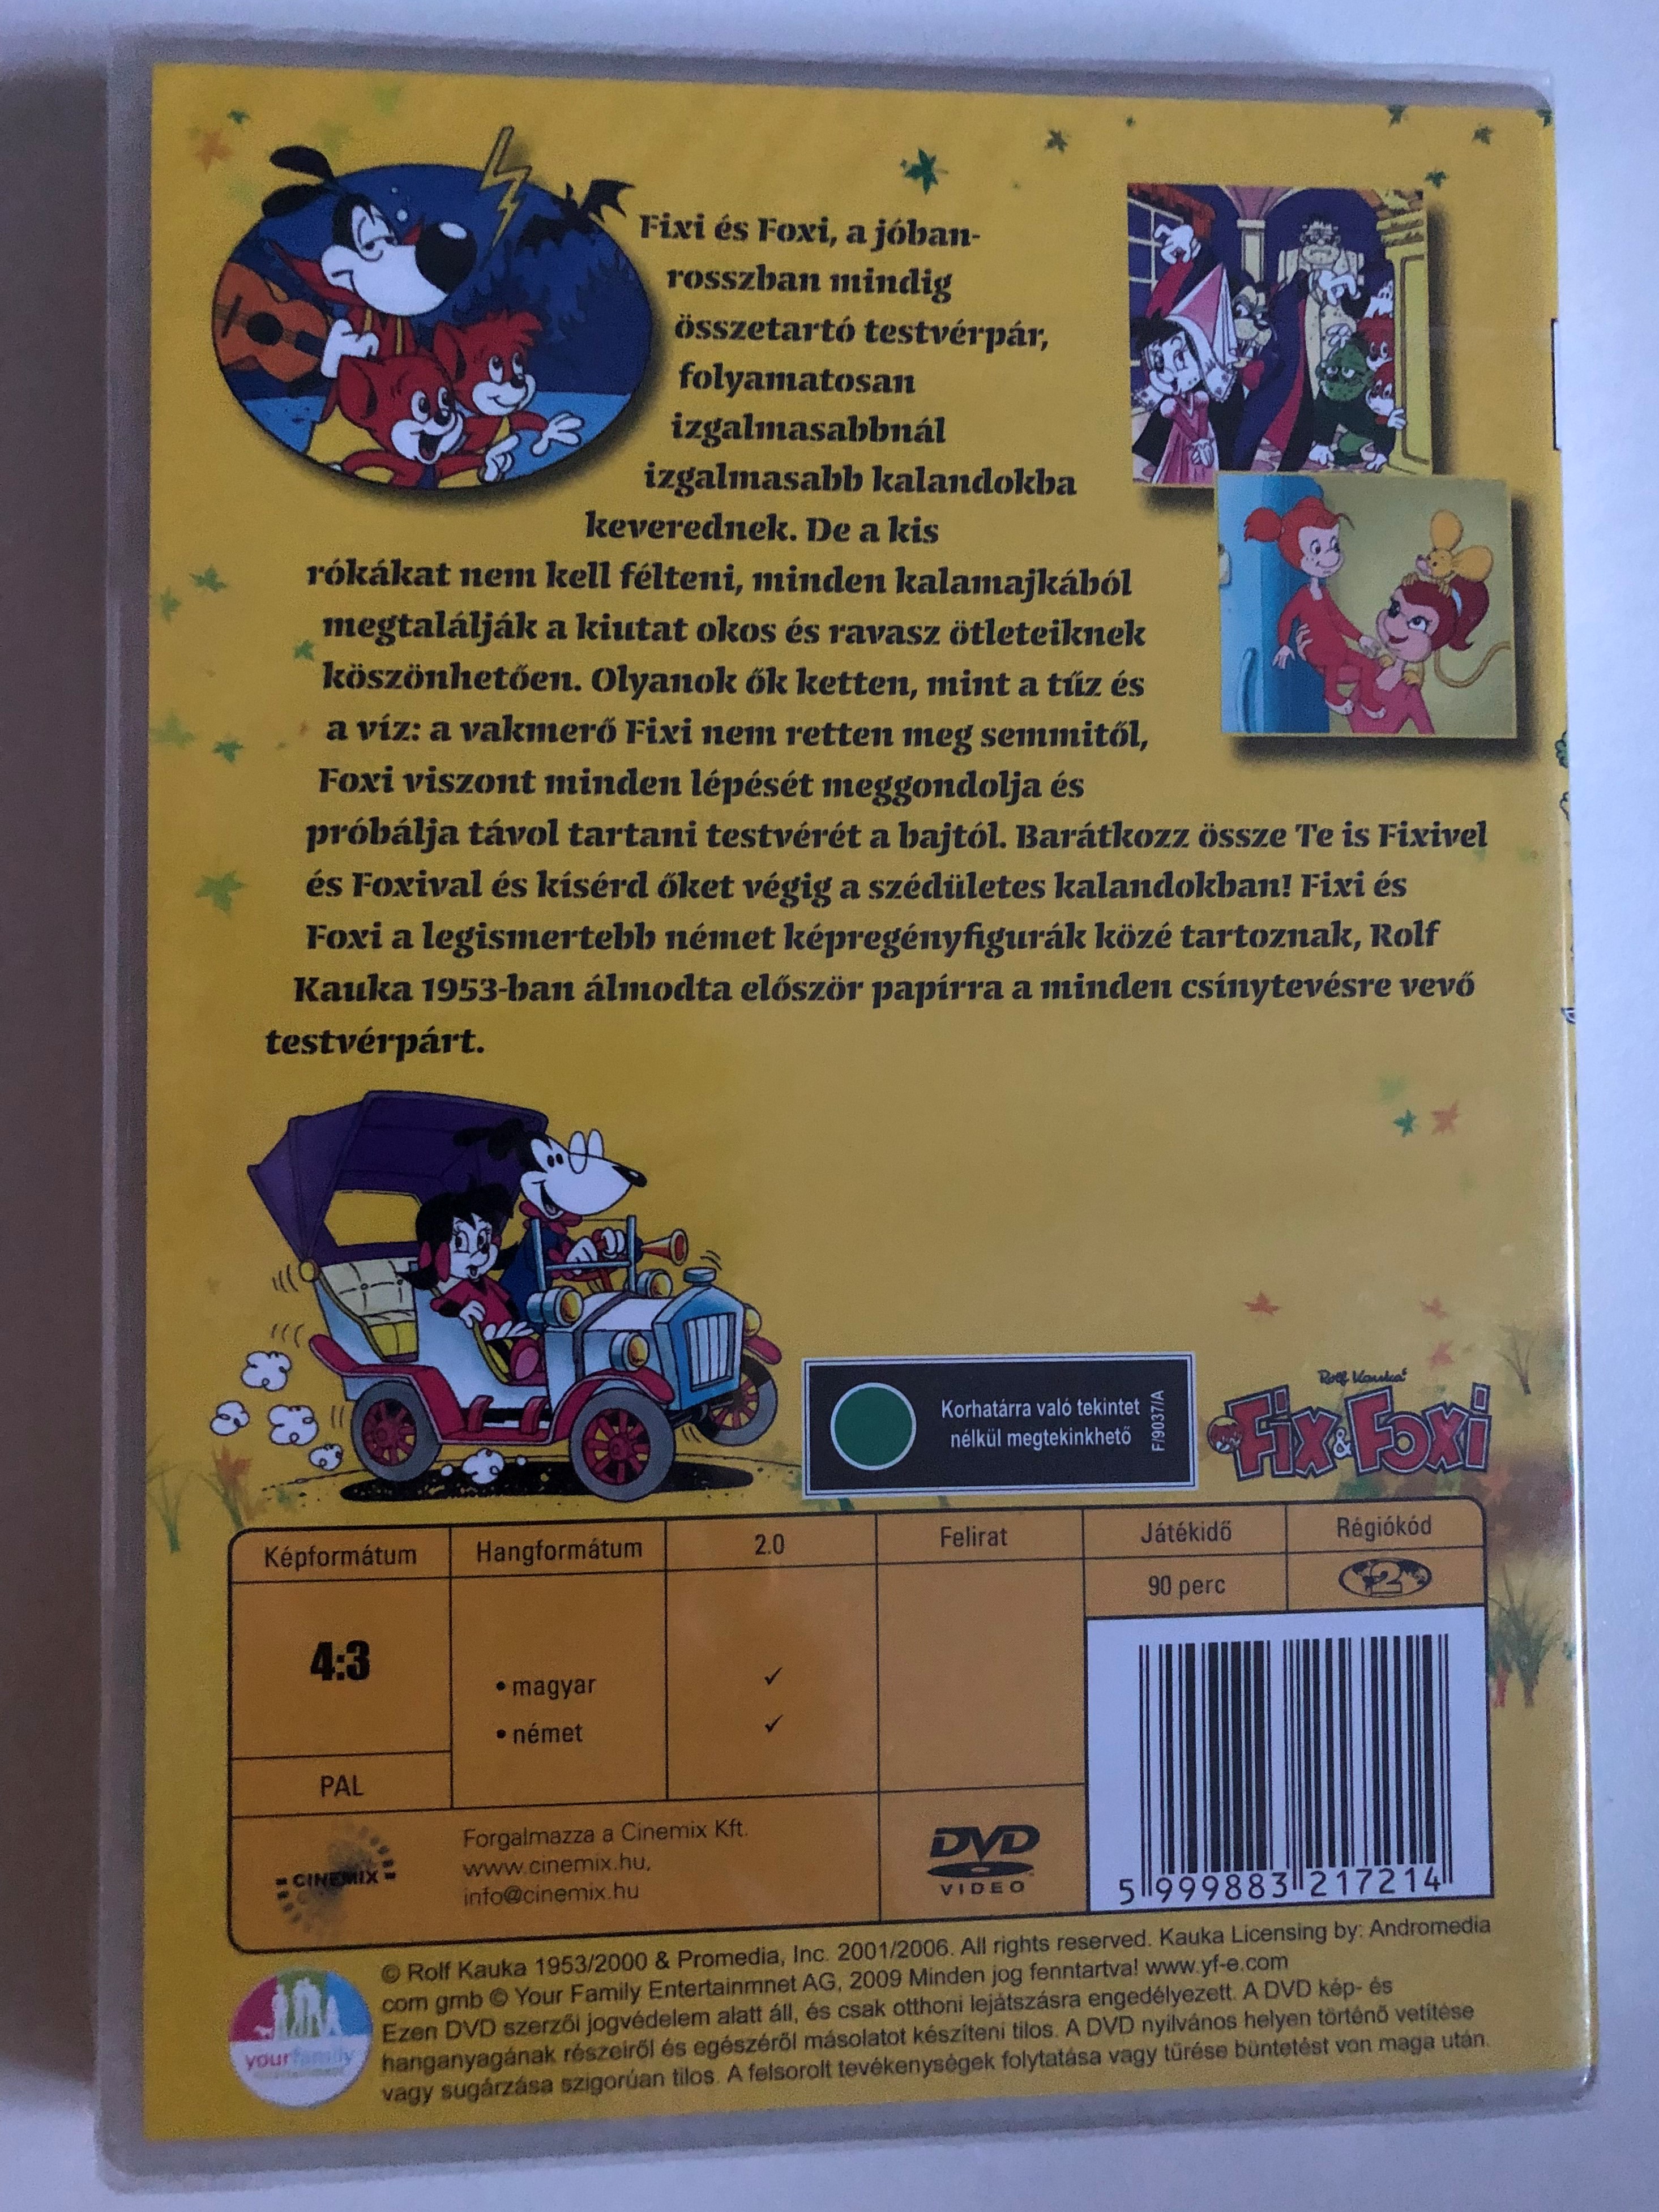 Fixi és Foxi, a jóban-
rosszban mindig
összetartó testvérpár,
folyamatosan
izgalmasabbnál
izgalmasabb kalandokba
keverednek. De a kis
rókákat nem kell félteni, minden kalamajkából
megtalálják a kiutat okos és ravasz ötleteiknek
köszönhetően. Olyanok ők ketten, mint a tűz és
a víz: a vakmerő Fixi nem retten meg semmitől,
Foxi viszont minden lépését meggondolja és
próbálja távol tartani testvérét a bajtól. Barátkozz össze Te is Fixivel
és Foxival és kísérd őket végig a szédületes kalandokban! Fixi és
Foxi a legismertebb német képregényfigurák közé tartoznak, Rolf
Kauka 1953-ban álmodta először papírra a minden csínytevésre vevő
testvérpárt.
Korhatárra való tekintet
nélkül megtekinkhető
F/9037/A
Rolf Kauka's
Fix & Foxi
Képformátum
Hangformátum
2.0
Felirat
Játékidő
Régiókód
90 perc
2
4:3
• magyar ✓
• német ✓
PAL
CINEMIX
Forgalmazza a Cinemix Kft.
www.cinemix.hu,
info@cinemix.hu
DVD
VIDEO
5 999883 217214
© Rolf Kauka 1953/2000 & Promedia, Inc. 2001/2006. All rights reserved. Kauka Licensing by: Andromedia
com gmb © Your Family Entertainmnet AG, 2009 Minden jog fenntartva! www.yf-e.com
Ezen DVD szerzői jogvédelem alatt áll, és csak otthoni lejátszásra engedélyezett. A DVD kép- és
hanganyagának részeiről és egészéről másolatot készíteni tilos. A DVD nyilvános helyen történő vetítése
vagy sugárzása szigorúan tilos. A felsorolt tevékenységek folytatása vagy tűrése büntetést von maga után.
yourfamily
entertainment